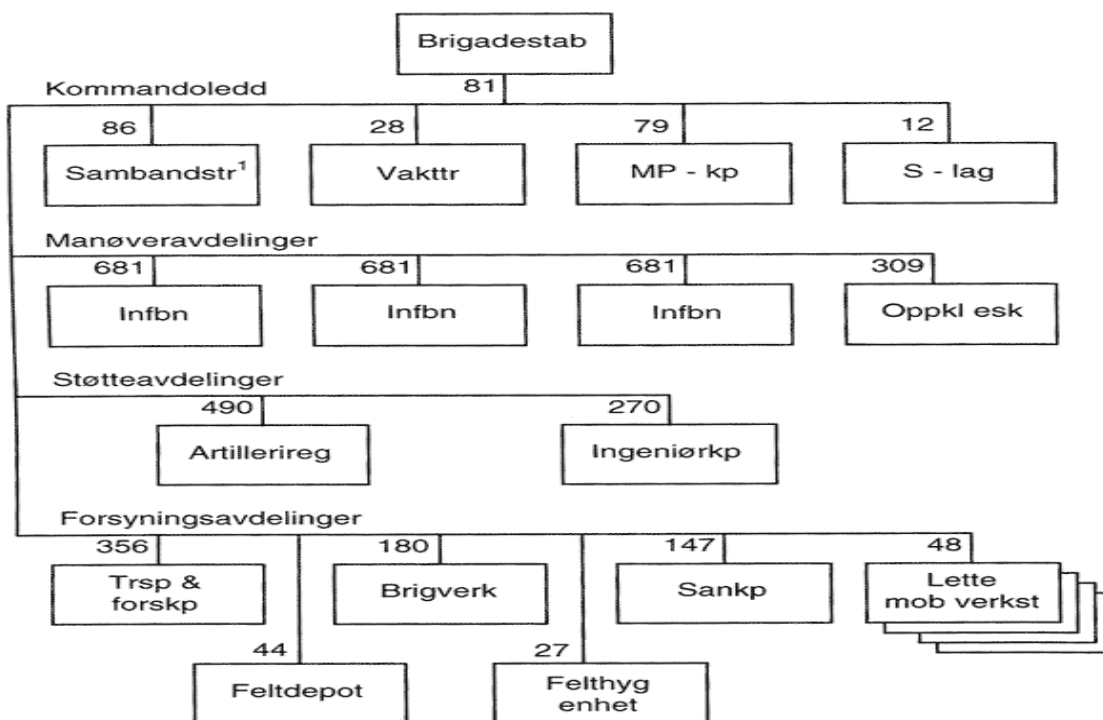 Brigadestab
81
Kommandoledd
86
28
79
12
Sambandstr¹
Vakttr
MP - kp
S - lag
Manøveravdelinger
681
681
681
309
Infbn
Infbn
Infbn
Oppkl esk
Støtteavdelinger
490
270
Artillerireg
Ingeniørkp
Forsyningsavdelinger
356
180
147
48
Trsp &
forskp
Brigverk
Sankp
Lette
mob verkst
44
27
Feltdepot
Felthyg
enhet